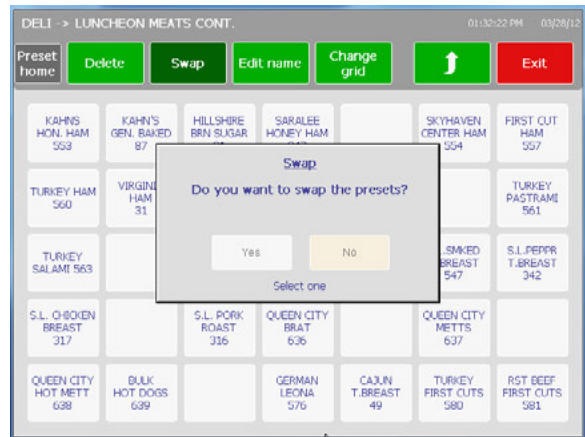 DELI -> LUNCHEON MEATS CONT.
01:32:22 PM 03/28/12
Preset
home
Delete
Swap
Edit name
Change
grid
Exit
KAHNS
HON. HAM
553
KAHN'S
GEN. BAKED
87
HILLSHIRE
BRN SUGAR
SARALEE
HONEY HAM
SKYHAVEN
CENTER HAM
554
FIRST CUT
HAM
557
Swap
Do you want to swap the presets?
Yes
No
Select one
TURKEY HAM
560
HAM
31
TURKEY
PASTRAMI
561
TURKEY
SALAMI 563
.SMKED
BREAST
547
S.L.PEPPR
T.BREAST
342
S.L. CHICKEN
BREAST
317
S.L. PORK
ROAST
316
QUEEN CITY
BRAT
636
QUEEN CITY
METTS
637
QUEEN CITY
HOT METT
638
BULK
HOT DOGS
639
GERMAN
LEONA
576
CAJUN
T.BREAST
49
TURKEY
FIRST CUTS
580
RST BEEF
FIRST CUTS
581